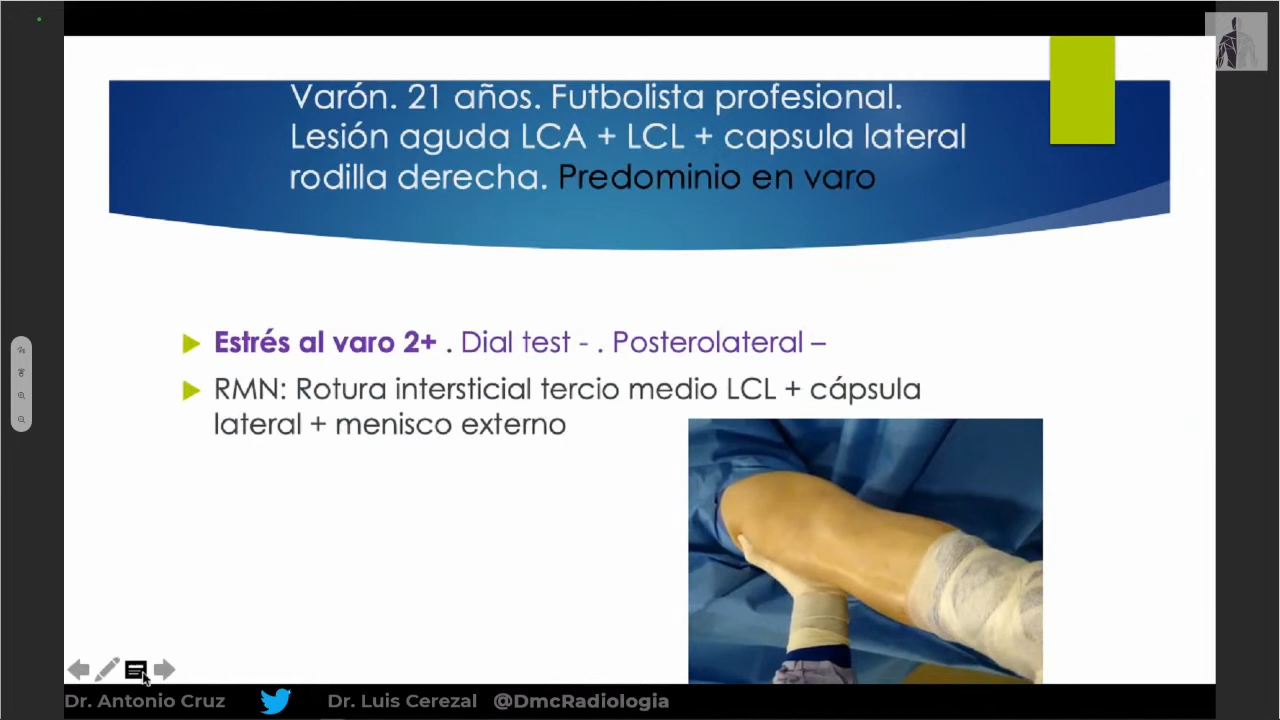 Varón. 21 años. Futbolista profesional.
Lesión aguda LCA + LCL + capsula lateral
rodilla derecha. Predominio en varo
Estrés al varo 2+ . Dial test - . Posterolateral –
RMN: Rotura intersticial tercio medio LCL + cápsula
lateral + menisco externo
Dr. Antonio Cruz Dr. Luis Cerezal @DmcRadiologia